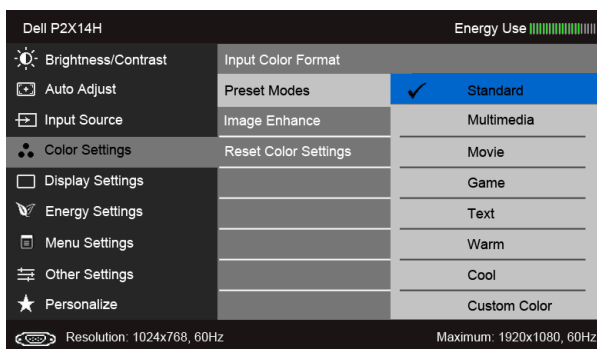 Dell P2X14H Energy Use
Brightness/Contrast Input Color Format
Auto Adjust Preset Modes Standard
Input Source Image Enhance Multimedia
Color Settings Reset Color Settings Movie
Display Settings Game
Energy Settings Text
Menu Settings Warm
Other Settings Cool
Personalize Custom Color
Resolution: 1024x768, 60Hz Maximum: 1920x1080, 60Hz